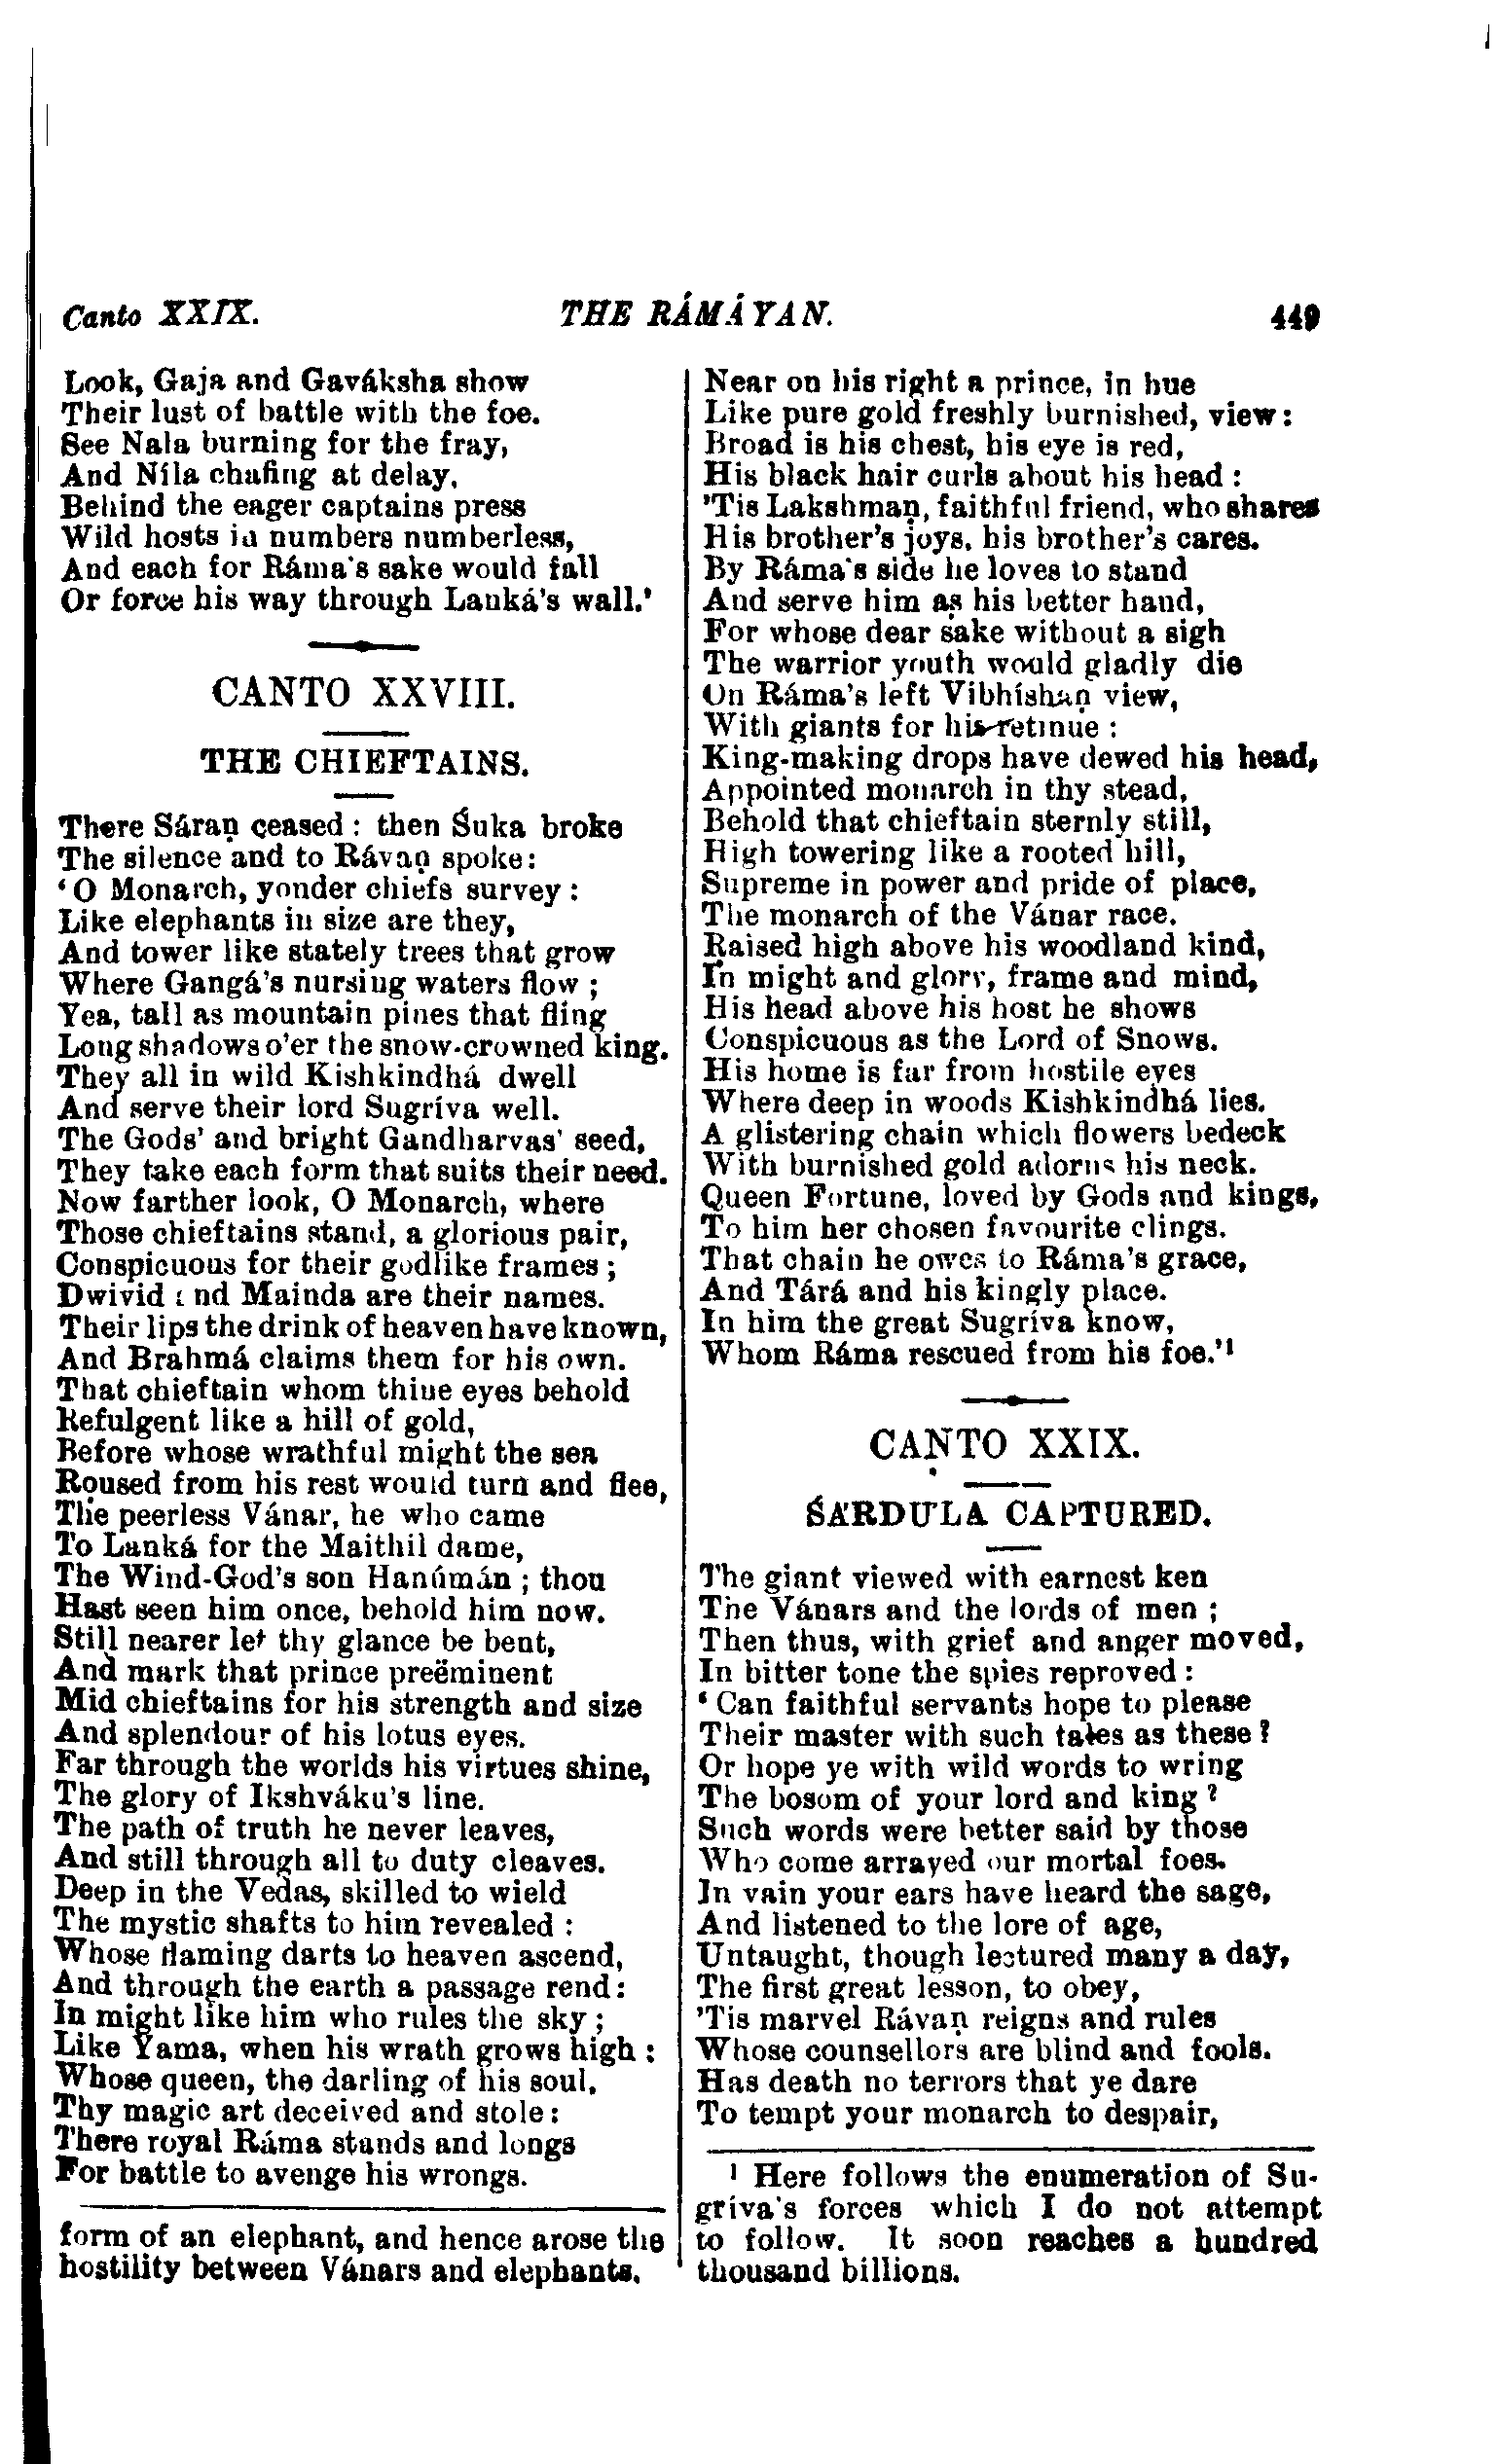 Canto XXIX. THE RÁMÁYAN. 449
Look, Gaja and Gaváksha show
Their lust of battle with the foe.
See Nala burning for the fray,
And Níla chafing at delay.
Behind the eager captains press
Wild hosts in numbers numberless,
And each for Ráma's sake would fall
Or force his way through Lanká's wall.'
CANTO XXVIII.
THE CHIEFTAINS.
There Sáraṇ ceased : then Śuka broke
The silence and to Rávaṇ spoke:
'O Monarch, yonder chiefs survey :
Like elephants in size are they,
And tower like stately trees that grow
Where Gangá's nursing waters flow ;
Yea, tall as mountain pines that fling
Long shadows o'er the snow-crowned king.
They all in wild Kishkindhá dwell
And serve their lord Sugríva well.
The Gods' and bright Gandharvas' seed,
They take each form that suits their need.
Now farther look, O Monarch, where
Those chieftains stand, a glorious pair,
Conspicuous for their godlike frames ;
Dwivid and Mainda are their names.
Their lips the drink of heaven have known,
And Brahmá claims them for his own.
That chieftain whom thine eyes behold
Refulgent like a hill of gold,
Before whose wrathful might the sea
Roused from his rest would turn and flee,
The peerless Vánar, he who came
To Lanká for the Maithil dame,
The Wind-God's son Hanúmán ; thou
Hast seen him once, behold him now.
Still nearer let thy glance be bent,
And mark that prince preëminent
Mid chieftains for his strength and size
And splendour of his lotus eyes.
Far through the worlds his virtues shine,
The glory of Ikshváku's line.
The path of truth he never leaves,
And still through all to duty cleaves.
Deep in the Vedas, skilled to wield
The mystic shafts to him revealed :
Whose flaming darts to heaven ascend,
And through the earth a passage rend:
In might like him who rules the sky ;
Like Yama, when his wrath grows high :
Whose queen, the darling of his soul,
Thy magic art deceived and stole:
There royal Ráma stands and longs
For battle to avenge his wrongs.
form of an elephant, and hence arose the
hostility between Vánars and elephants.
Near on his right a prince, in hue
Like pure gold freshly burnished, view:
Broad is his chest, his eye is red,
His black hair curls about his head :
'Tis Lakshmaṇ, faithful friend, who shares
His brother's joys, his brother's cares.
By Ráma's side he loves to stand
And serve him as his better hand,
For whose dear sake without a sigh
The warrior youth would gladly die
On Ráma's left Vibhíshaṇ view,
With giants for his retinue :
King-making drops have dewed his head,
Appointed monarch in thy stead,
Behold that chieftain sternly still,
High towering like a rooted hill,
Supreme in power and pride of place,
The monarch of the Vánar race.
Raised high above his woodland kind,
In might and glory, frame and mind,
His head above his host he shows
Conspicuous as the Lord of Snows.
His home is far from hostile eyes
Where deep in woods Kishkindhá lies.
A glistering chain which flowers bedeck
With burnished gold adorns his neck.
Queen Fortune, loved by Gods and kings,
To him her chosen favourite clings.
That chain he owes to Ráma's grace,
And Tárá and his kingly place.
In him the great Sugríva know,
Whom Ráma rescued from his foe.'¹
CANTO XXIX.
ŚÁRDÚLA CAPTURED.
The giant viewed with earnest ken
The Vánars and the lords of men ;
Then thus, with grief and anger moved,
In bitter tone the spies reproved :
'Can faithful servants hope to please
Their master with such tales as these ?
Or hope ye with wild words to wring
The bosom of your lord and king ?
Such words were better said by those
Who come arrayed our mortal foes.
In vain your ears have heard the sage,
And listened to the lore of age,
Untaught, though lectured many a day,
The first great lesson, to obey,
'Tis marvel Rávaṇ reigns and rules
Whose counsellors are blind and fools.
Has death no terrors that ye dare
To tempt your monarch to despair,
¹ Here follows the enumeration of Su-
gríva's forces which I do not attempt
to follow. It soon reaches a hundred
thousand billions.